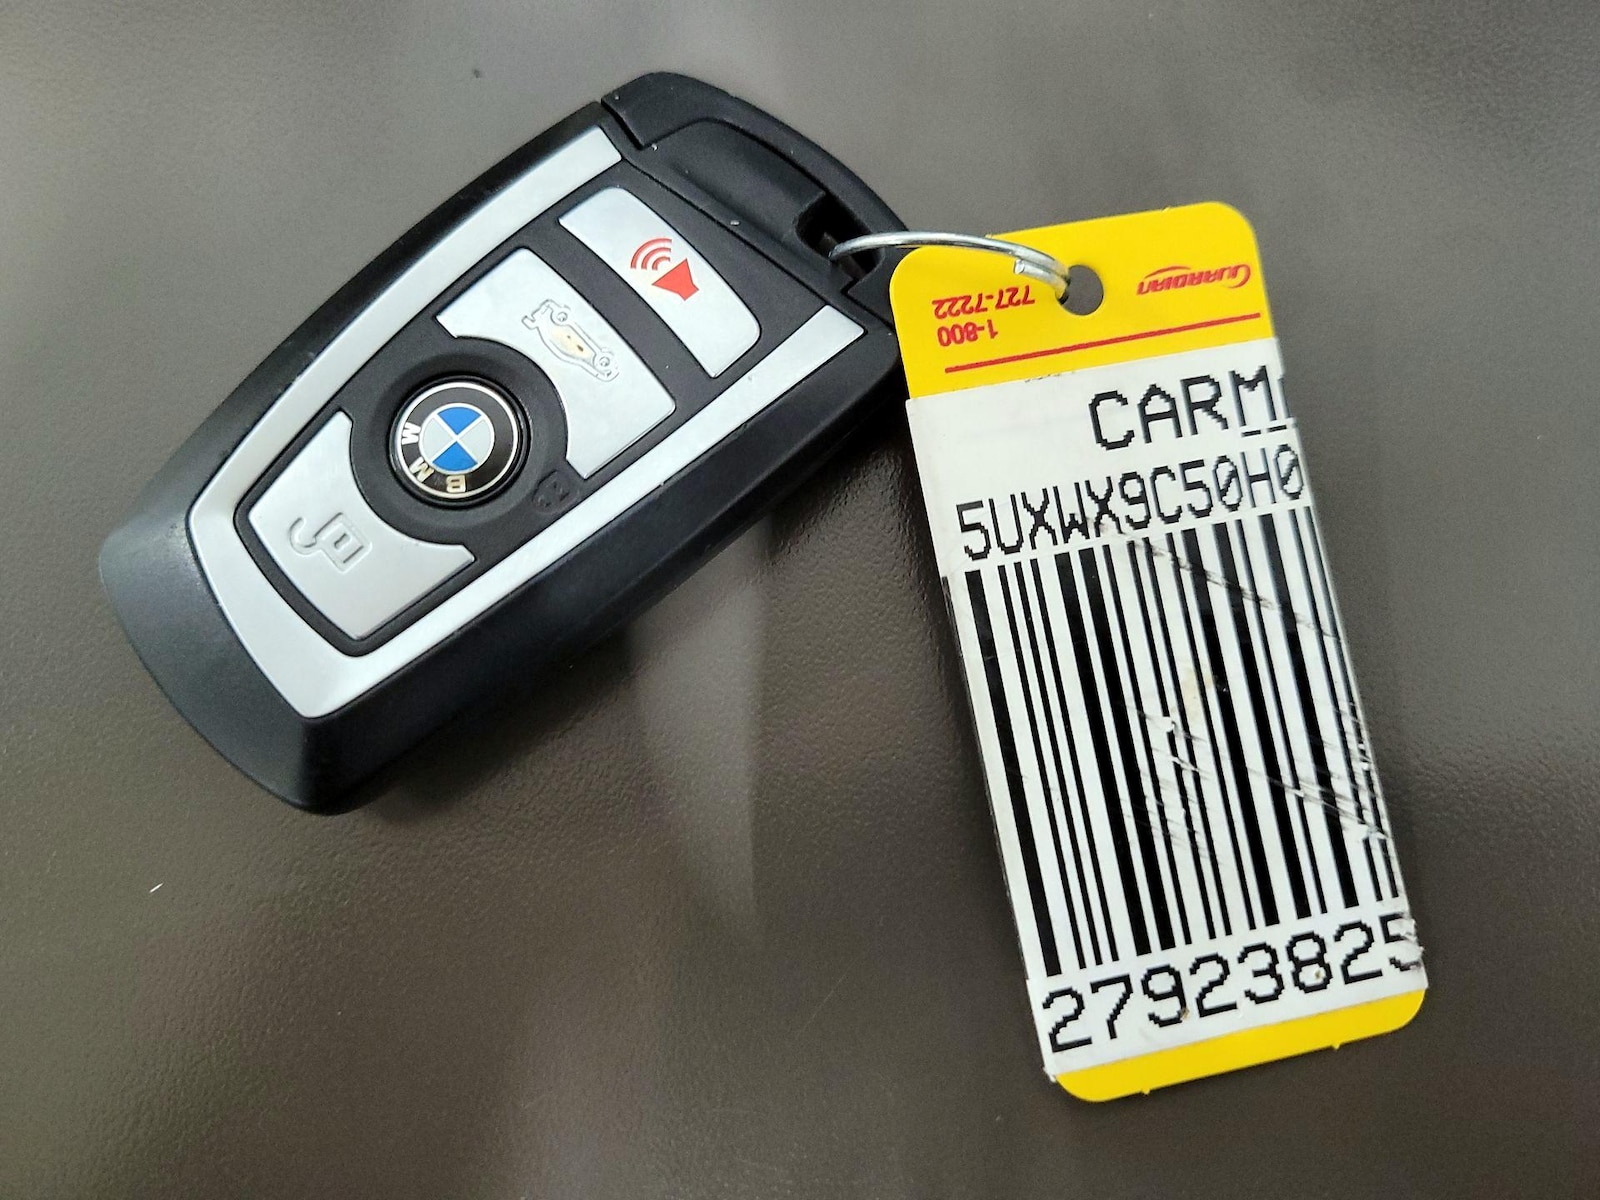 BMW
GUARDIAN
1-800
727-7222
CARM
5UXWX9C50H0
27923825